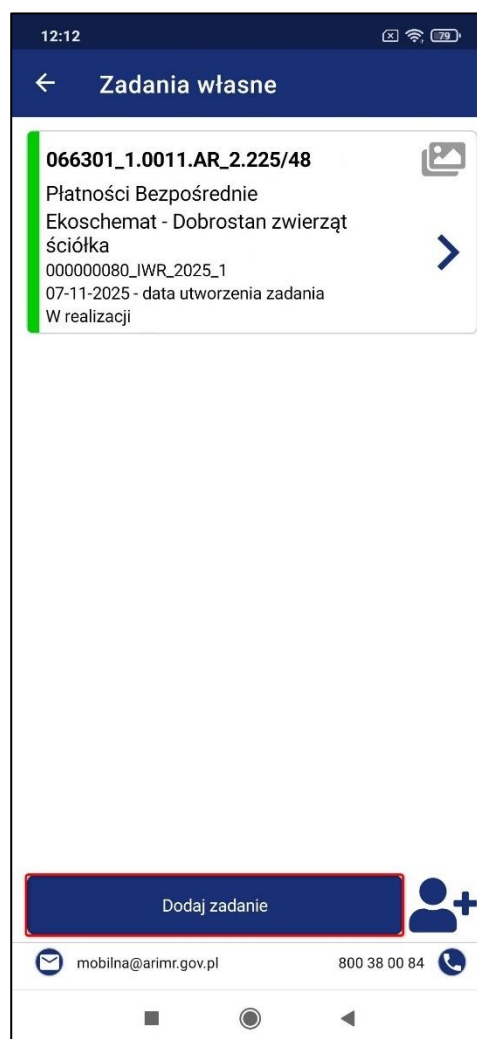 12:12
79
Zadania własne
066301_1.0011.AR_2.225/48
Płatności Bezpośrednie
Ekoschemat - Dobrostan zwierząt
ściółka
000000080_IWR_2025_1
07-11-2025 - data utworzenia zadania
W realizacji
Dodaj zadanie
mobilna@arimr.gov.pl 800 38 00 84